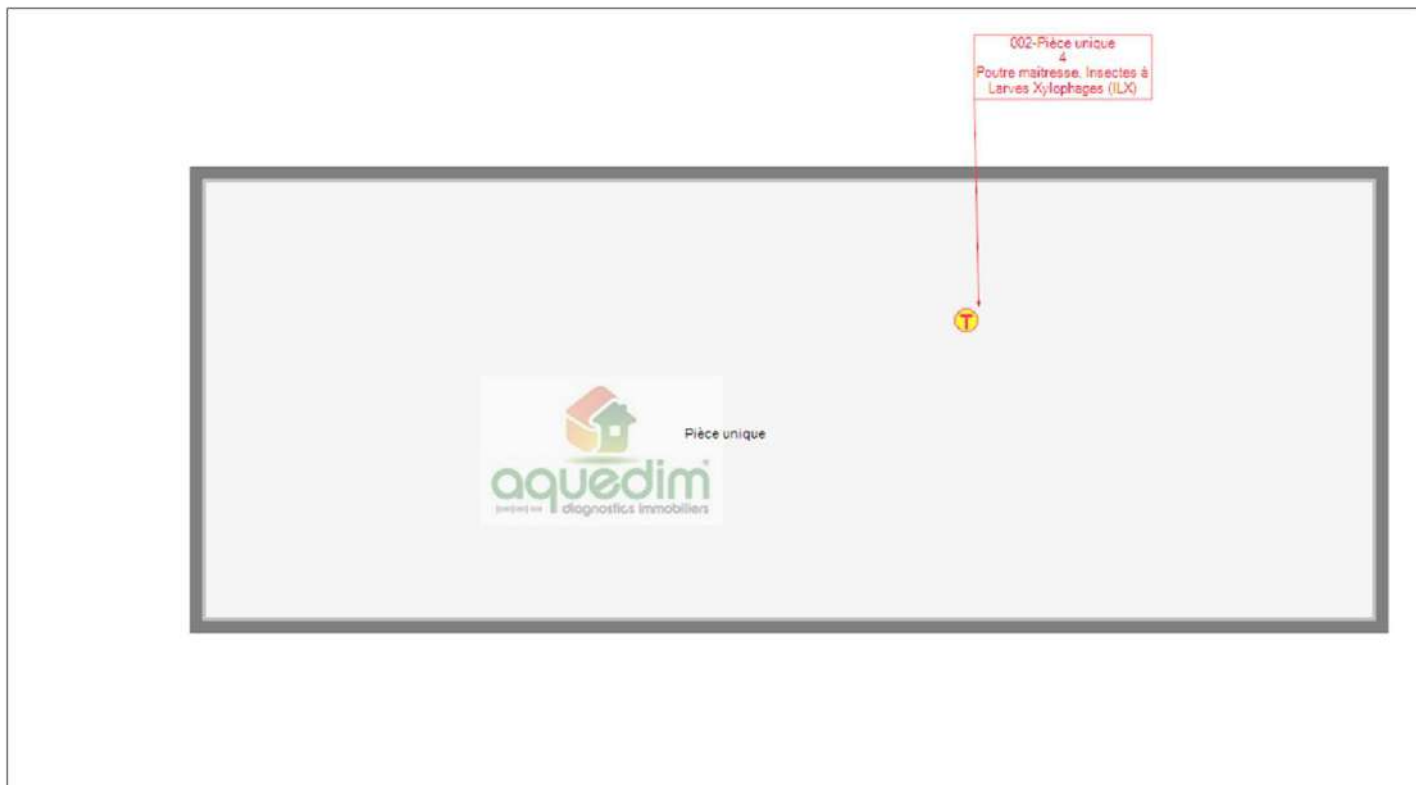 002-Pièce unique
4
Poutre maitresse, Insectes à
Larves Xylophages (ILX)
T
Pièce unique
aquedim
diagnostics immobiliers